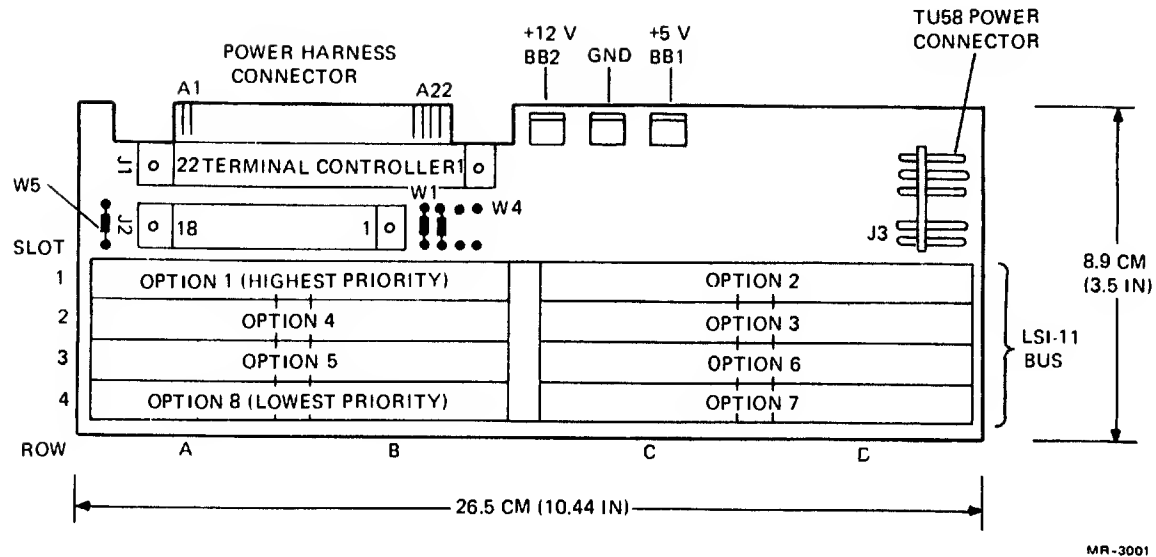 TU58 POWER
CONNECTOR
+12 V
BB2
GND
+5 V
BB1
POWER HARNESS
CONNECTOR
A1
A22
J1
22 TERMINAL CONTROLLER 1
W5
W1
W4
J2
18
1
J3
SLOT
1
OPTION 1 (HIGHEST PRIORITY)
OPTION 2
2
OPTION 4
OPTION 3
3
OPTION 5
OPTION 6
4
OPTION 8 (LOWEST PRIORITY)
OPTION 7
LSI-11
BUS
8.9 CM
(3.5 IN)
ROW
A
B
C
D
26.5 CM (10.44 IN)
MR-3001